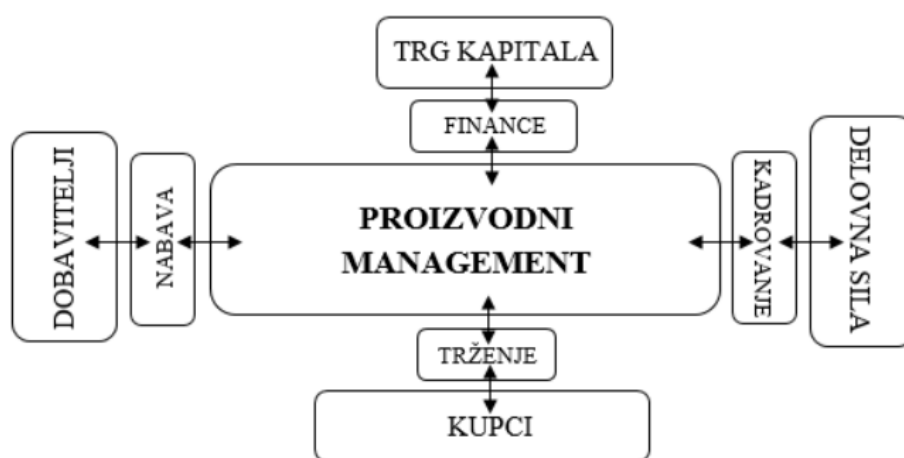 TRG KAPITALA
FINANCE
DOBAVITELJI
NABAVA
PROIZVODNI
MANAGEMENT
KADROVANJE
DELOVNA SILA
TRŽENJE
KUPCI